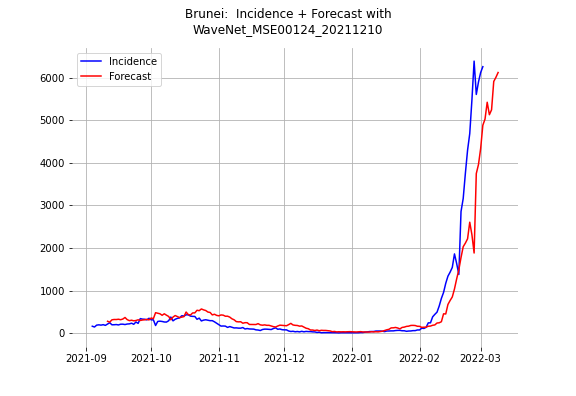 Brunei:  Incidence + Forecast with
WaveNet_MSE00124_20211210
Incidence
Forecast
6000
5000
4000
3000
2000
1000
0
2021-09 2021-10 2021-11 2021-12 2022-01 2022-02 2022-03